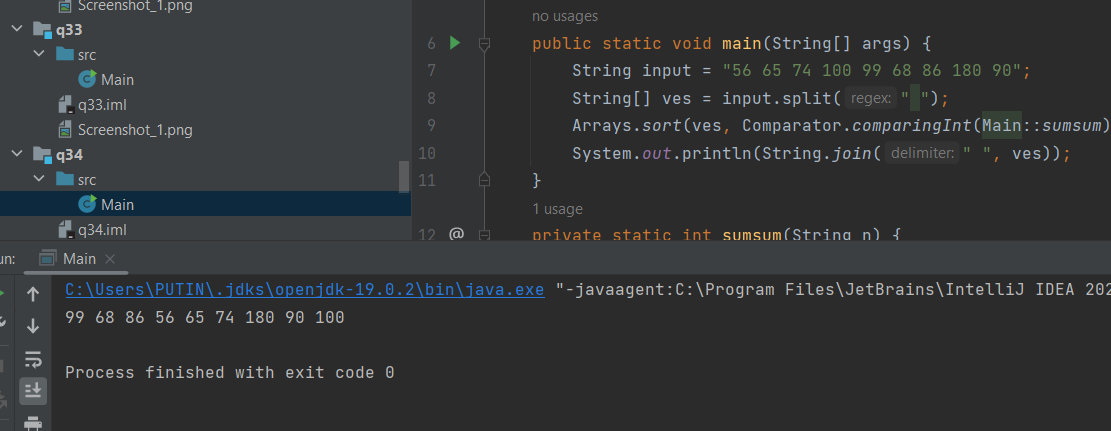 Screenshot_1.png
q33
src
Main
q33.iml
Screenshot_1.png
q34
src
Main
q34.iml
no usages
6 public static void main(String[] args) {
7 String input = "56 65 74 100 99 68 86 180 90";
8 String[] ves = input.split( regex: " ");
9 Arrays.sort(ves, Comparator.comparingInt(Main::sumsum)
10 System.out.println(String.join( delimiter: " ", ves));
11 }
1 usage
12 @ private static int sumsum(String n) {
un: Main ×
C:\Users\PUTIN\.jdks\openjdk-19.0.2\bin\java.exe "-javaagent:C:\Program Files\JetBrains\IntelliJ IDEA 202
99 68 86 56 65 74 180 90 100
Process finished with exit code 0